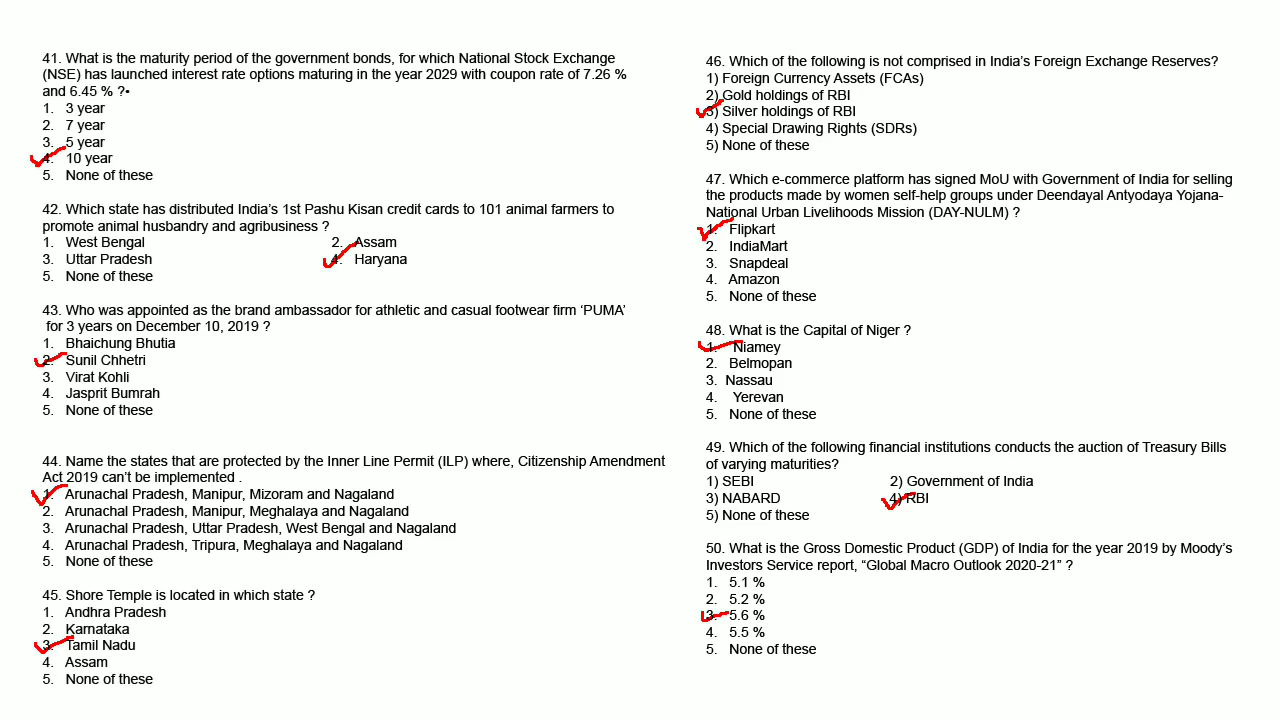 41. What is the maturity period of the government bonds, for which National Stock Exchange
(NSE) has launched interest rate options maturing in the year 2029 with coupon rate of 7.26 %
and 6.45 % ?•
1. 3 year
2. 7 year
3. 5 year
4. 10 year
5. None of these
42. Which state has distributed India's 1st Pashu Kisan credit cards to 101 animal farmers to
promote animal husbandry and agribusiness ?
1. West Bengal 2. Assam
3. Uttar Pradesh 4. Haryana
5. None of these
43. Who was appointed as the brand ambassador for athletic and casual footwear firm 'PUMA'
for 3 years on December 10, 2019 ?
1. Bhaichung Bhutia
2. Sunil Chhetri
3. Virat Kohli
4. Jasprit Bumrah
5. None of these
44. Name the states that are protected by the Inner Line Permit (ILP) where, Citizenship Amendment
Act 2019 can't be implemented .
1. Arunachal Pradesh, Manipur, Mizoram and Nagaland
2. Arunachal Pradesh, Manipur, Meghalaya and Nagaland
3. Arunachal Pradesh, Uttar Pradesh, West Bengal and Nagaland
4. Arunachal Pradesh, Tripura, Meghalaya and Nagaland
5. None of these
45. Shore Temple is located in which state ?
1. Andhra Pradesh
2. Karnataka
3. Tamil Nadu
4. Assam
5. None of these
46. Which of the following is not comprised in India's Foreign Exchange Reserves?
1) Foreign Currency Assets (FCAs)
2) Gold holdings of RBI
3) Silver holdings of RBI
4) Special Drawing Rights (SDRs)
5) None of these
47. Which e-commerce platform has signed MoU with Government of India for selling
the products made by women self-help groups under Deendayal Antyodaya Yojana-
National Urban Livelihoods Mission (DAY-NULM) ?
1. Flipkart
2. IndiaMart
3. Snapdeal
4. Amazon
5. None of these
48. What is the Capital of Niger ?
1. Niamey
2. Belmopan
3. Nassau
4. Yerevan
5. None of these
49. Which of the following financial institutions conducts the auction of Treasury Bills
of varying maturities?
1) SEBI 2) Government of India
3) NABARD 4) RBI
5) None of these
50. What is the Gross Domestic Product (GDP) of India for the year 2019 by Moody's
Investors Service report, "Global Macro Outlook 2020-21" ?
1. 5.1 %
2. 5.2 %
3. 5.6 %
4. 5.5 %
5. None of these